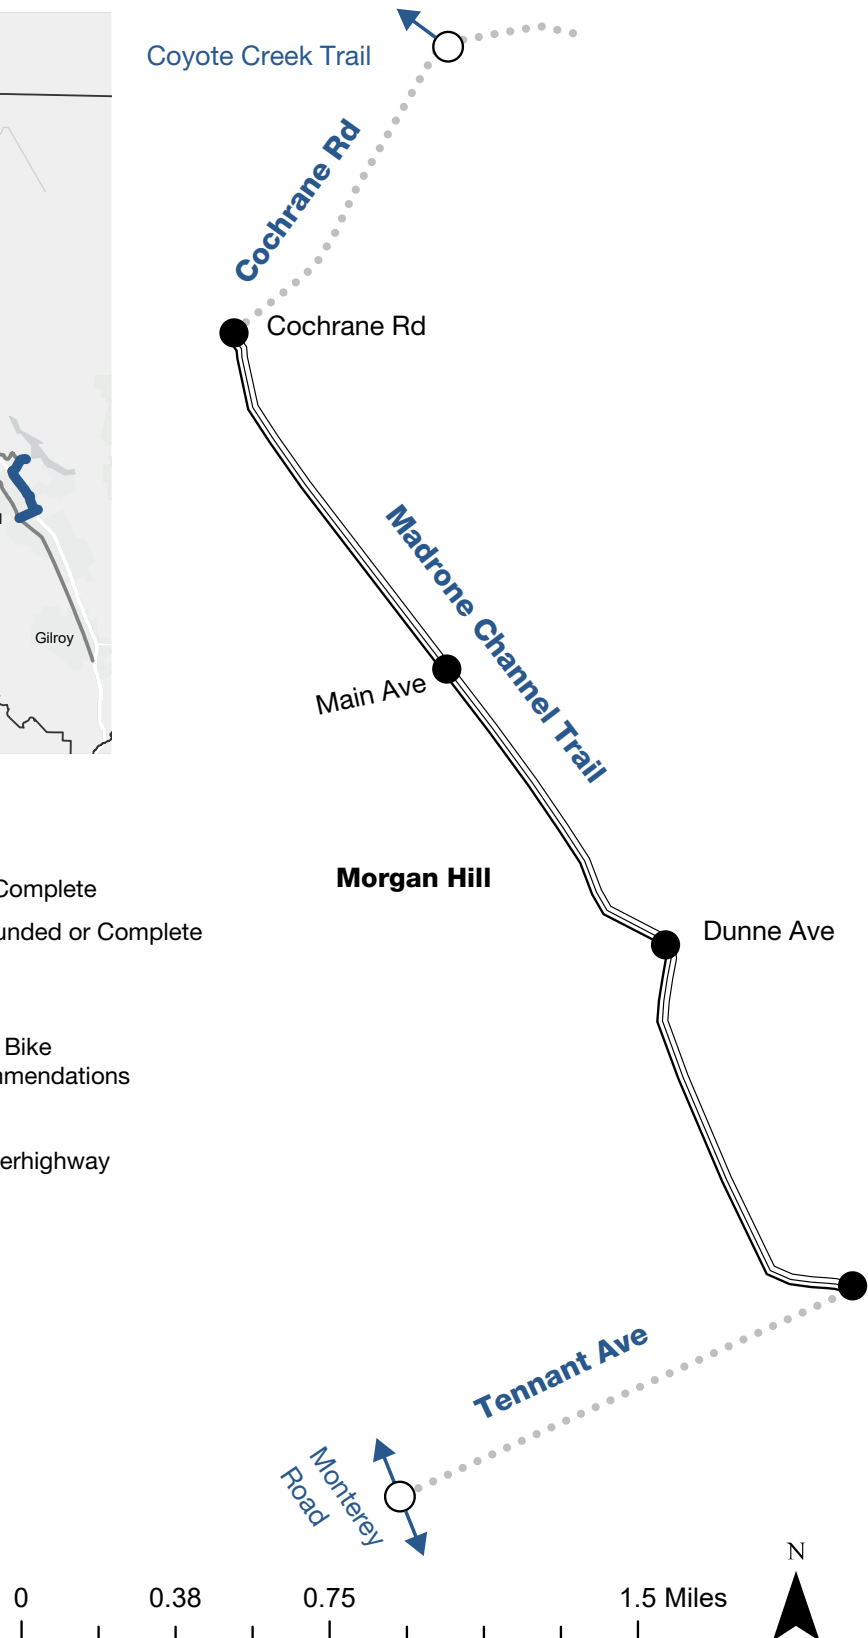 Coyote Creek Trail
Cochrane Rd
Cochrane Rd
Madrone Channel Trail
Gilroy
Main Ave
Morgan Hill
Complete
unded or Complete
Dunne Ave
Bike
mmendations
erhighway
Tennant Ave
Monterey
Road
N
0 0.38 0.75 1.5 Miles